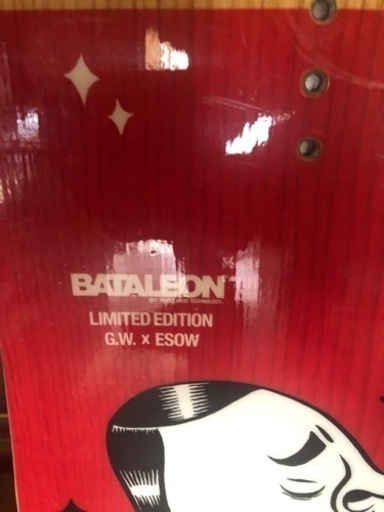 BATALEON
LIMITED EDITION
G.W. x ESOW